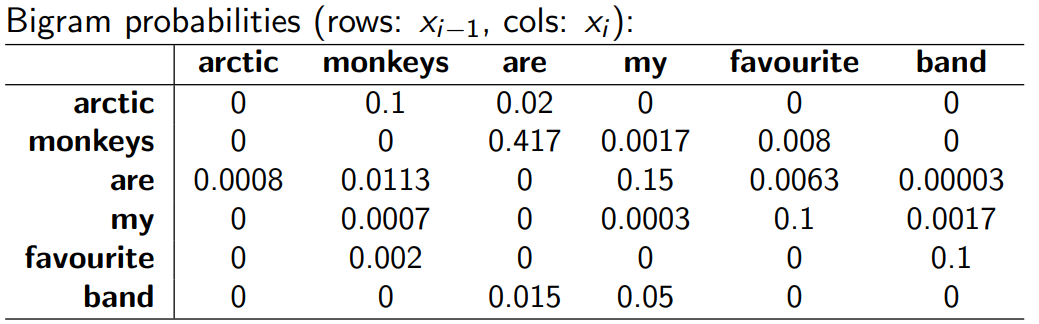 Bigram probabilities (rows: x_{i−1}, cols: x_i):
arctic monkeys are my favourite band
arctic 0 0.1 0.02 0 0 0
monkeys 0 0 0.417 0.0017 0.008 0
are 0.0008 0.0113 0 0.15 0.0063 0.00003
my 0 0.0007 0 0.0003 0.1 0.0017
favourite 0 0.002 0 0 0 0.1
band 0 0 0.015 0.05 0 0